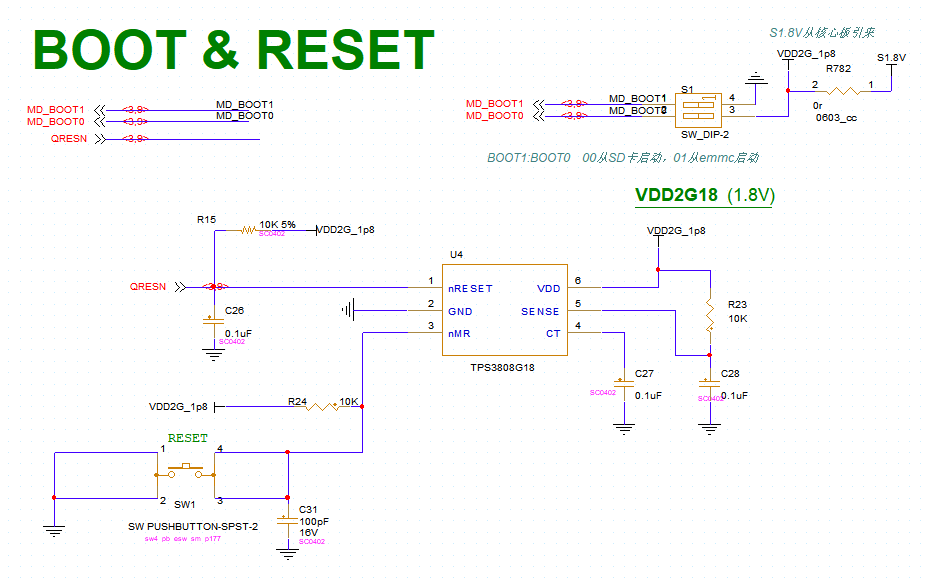 BOOT & RESET
S1.8V从核心板引来
VDD2G_1p8
S1.8V
R782
2 1
0r
0603_cc
MD_BOOT1 <3,9> MD_BOOT1
MD_BOOT0 <3,9> MD_BOOT0
QRESN <3,9>
S1
MD_BOOT1 <3,9> MD_BOOT1 1 4
MD_BOOT0 <3,9> MD_BOOT0 2 3
SW_DIP-2
BOOT1:BOOT0 00从SD卡启动，01从emmc启动
VDD2G18 (1.8V)
R15
10K 5%
SC0402
VDD2G_1p8
VDD2G_1p8
U4
QRESN <3,9>
1 nRESET VDD 6
2 GND SENSE 5
3 nMR CT 4
TPS3808G18
R23
10K
C26
0.1uF
SC0402
C27
SC0402
0.1uF
C28
SC0402
0.1uF
VDD2G_1p8
R24
10K
RESET
1 4
2 3
SW1
SW PUSHBUTTON-SPST-2
sw4_pb_esw_sm_p177
C31
100pF
16V
SC0402